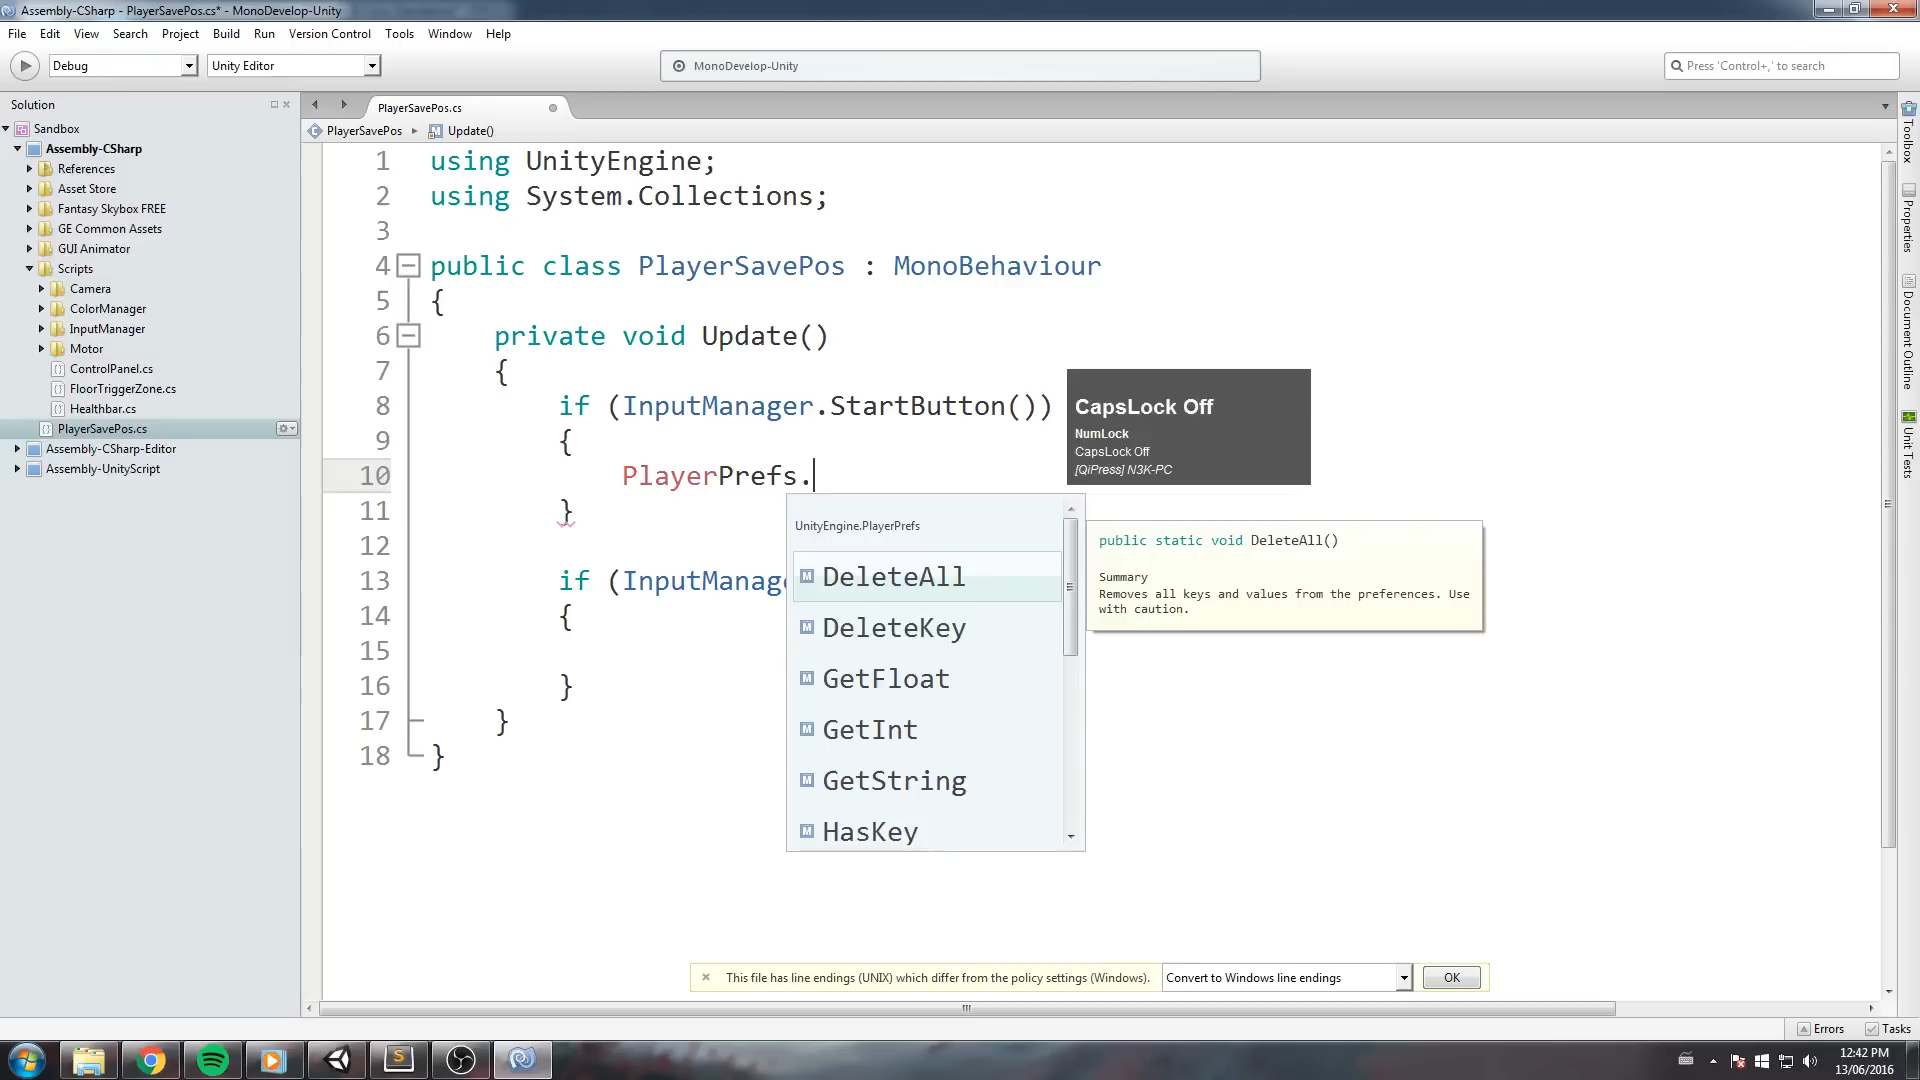 Assembly-CSharp - PlayerSavePos.cs* - MonoDevelop-Unity
File Edit View Search Project Build Run Version Control Tools Window Help
Debug
Unity Editor
MonoDevelop-Unity
Press 'Control+,' to search
Solution
Sandbox
Assembly-CSharp
References
Asset Store
Fantasy Skybox FREE
GE Common Assets
GUI Animator
Scripts
Camera
ColorManager
InputManager
Motor
ControlPanel.cs
FloorTriggerZone.cs
Healthbar.cs
PlayerSavePos.cs
Assembly-CSharp-Editor
Assembly-UnityScript
PlayerSavePos.cs
PlayerSavePos Update()
1 using UnityEngine;
2 using System.Collections;
3
4 public class PlayerSavePos : MonoBehaviour
5 {
6 private void Update()
7 {
8 if (InputManager.StartButton())
9 {
10 PlayerPrefs.
11 }
12
13 if (InputManage
14 {
15
16 }
17 }
18 }
CapsLock Off
NumLock
CapsLock Off
[QiPress] N3K-PC
UnityEngine.PlayerPrefs
DeleteAll
DeleteKey
GetFloat
GetInt
GetString
HasKey
public static void DeleteAll()
Summary
Removes all keys and values from the preferences. Use
with caution.
This file has line endings (UNIX) which differ from the policy settings (Windows).
Convert to Windows line endings
OK
Toolbox
Properties
Document Outline
Unit Tests
Errors
Tasks
12:42 PM
13/06/2016